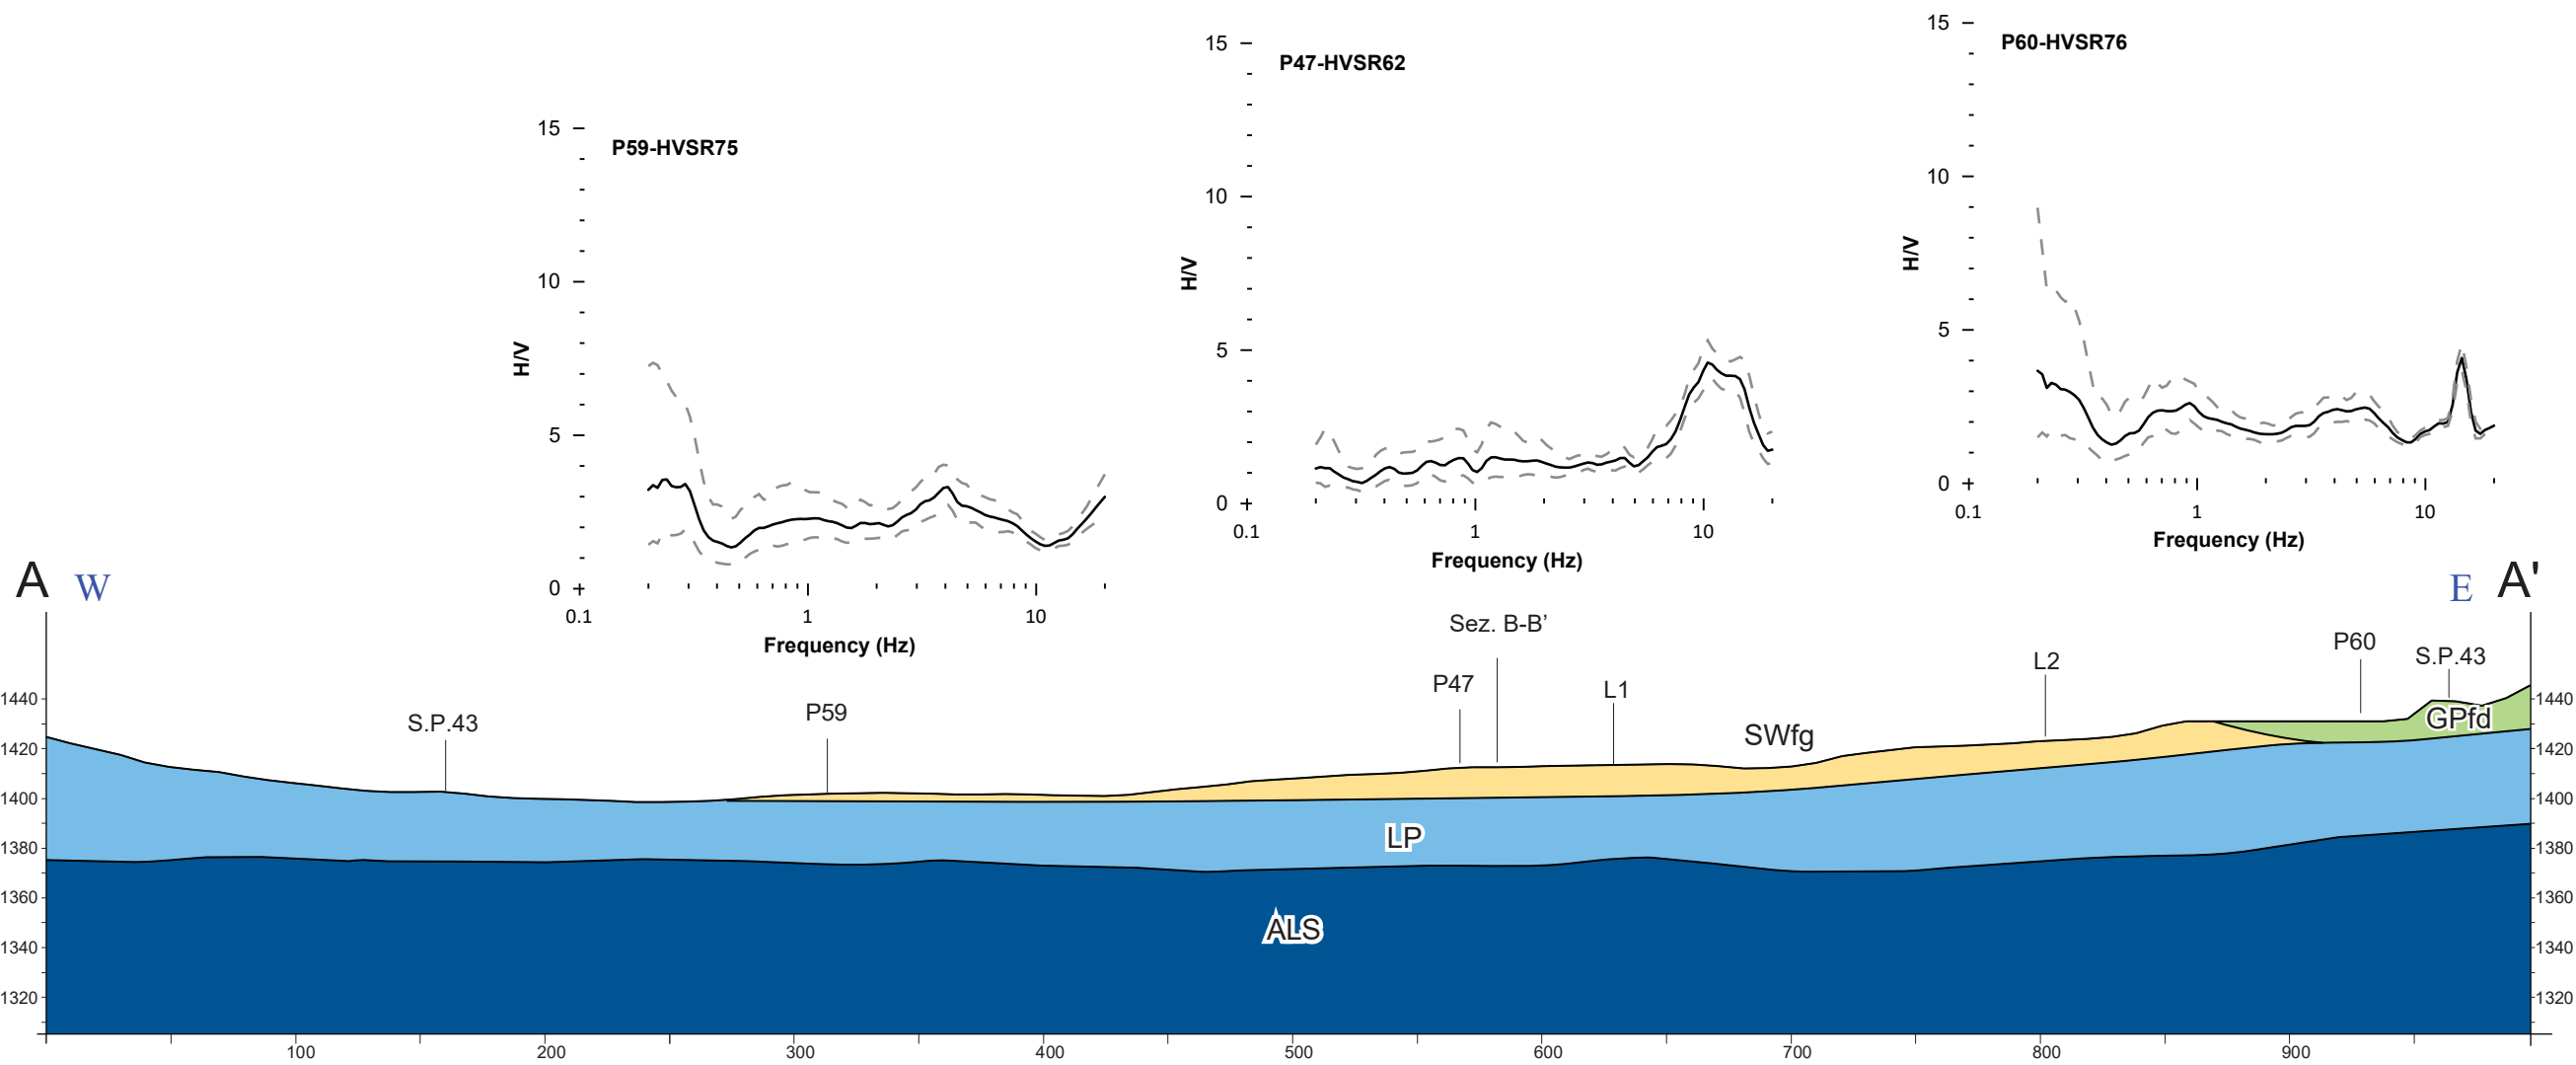 15
P60-HVSR76
10
H/V
5
0
0.1 1 10
Frequency (Hz)
15
P47-HVSR62
10
H/V
5
0
0.1 1 10
Frequency (Hz)
15
P59-HVSR75
10
H/V
5
0
0.1 1 10
Frequency (Hz)
A W
E A'
Sez. B-B’
P60
S.P.43
L2
P47
L1
P59
S.P.43
SWfg
GPfd
LP
ALS
1440 1440
1420 1420
1400 1400
1380 1380
1360 1360
1340 1340
1320 1320
100 200 300 400 500 600 700 800 900